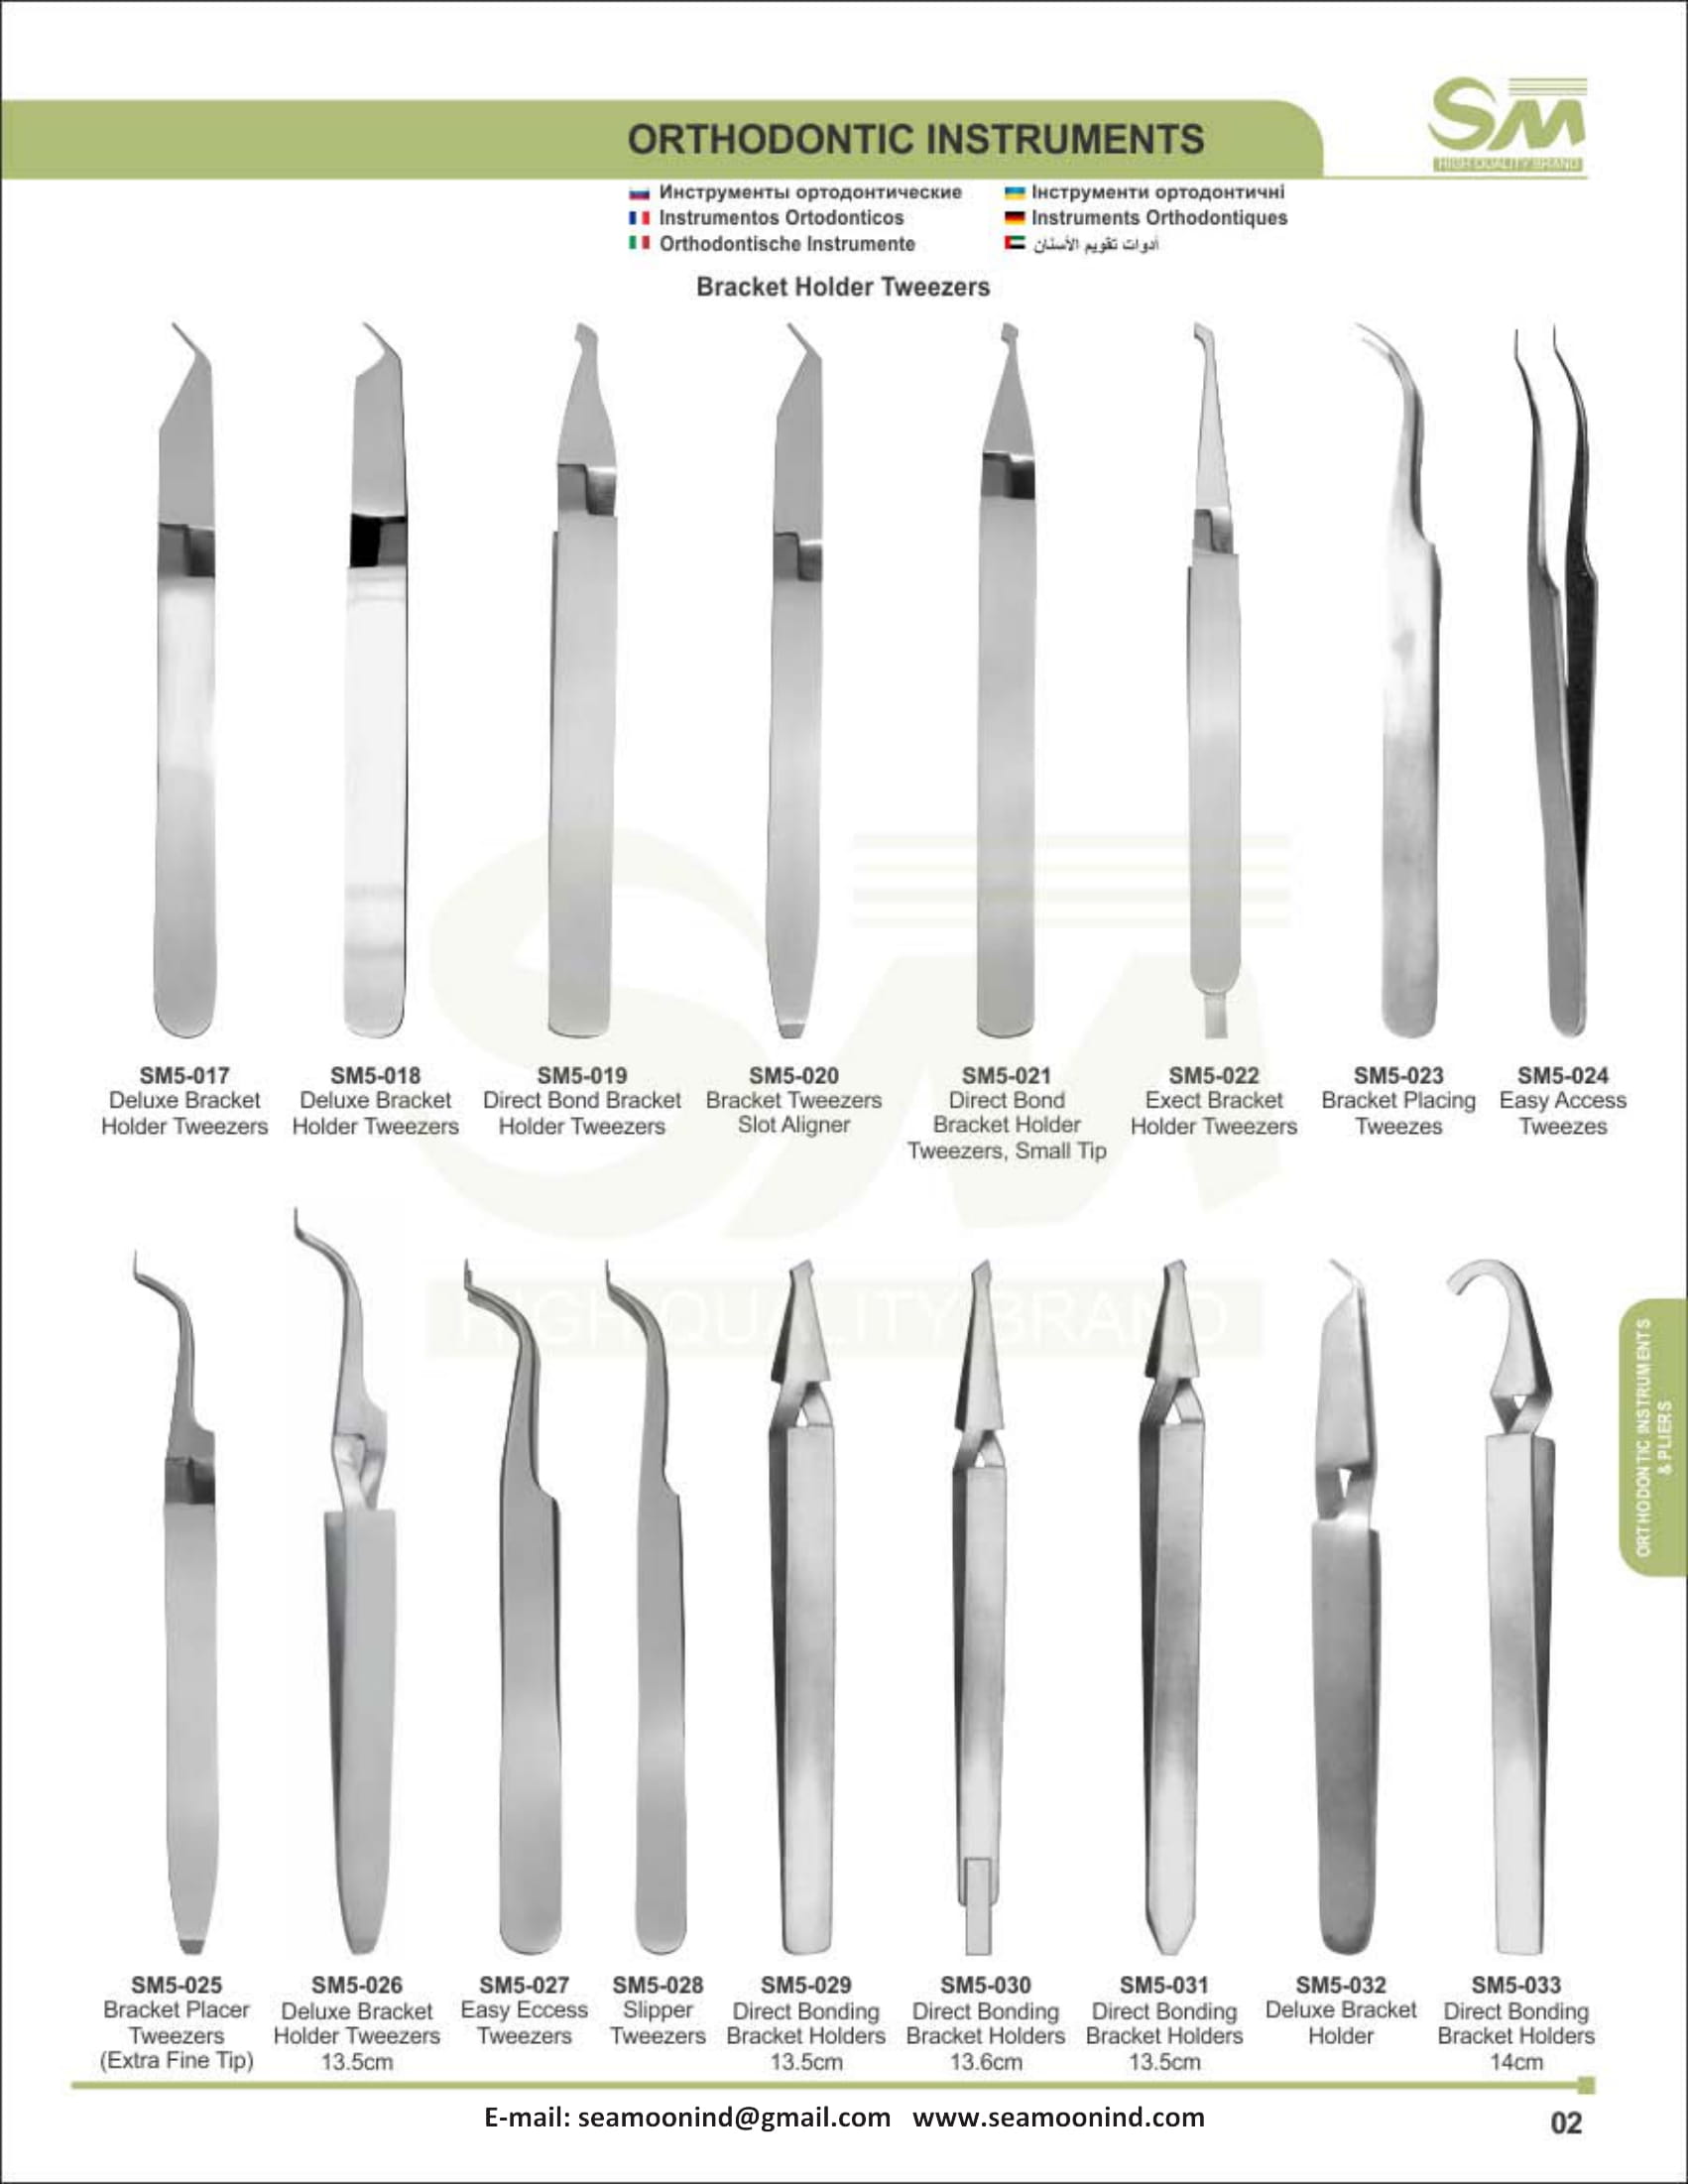 SM
HIGH QUALITY BRAND
ORTHODONTIC INSTRUMENTS
Инструменты ортодонтические
Інструменти ортодонтичні
Instrumentos Ortodonticos
Instruments Orthodontiques
Orthodontische Instrumente
أدوات تقويم الأسنان
Bracket Holder Tweezers
SM5-017
Deluxe Bracket
Holder Tweezers
SM5-018
Deluxe Bracket
Holder Tweezers
SM5-019
Direct Bond Bracket
Holder Tweezers
SM5-020
Bracket Tweezers
Slot Aligner
SM5-021
Direct Bond
Bracket Holder
Tweezers, Small Tip
SM5-022
Exect Bracket
Holder Tweezers
SM5-023
Bracket Placing
Tweezes
SM5-024
Easy Access
Tweezes
SM
HIGH QUALITY BRAND
ORTHODONTIC INSTRUMENTS
& PLIERS
SM5-025
Bracket Placer
Tweezers
(Extra Fine Tip)
SM5-026
Deluxe Bracket
Holder Tweezers
13.5cm
SM5-027
Easy Eccess
Tweezers
SM5-028
Slipper
Tweezers
SM5-029
Direct Bonding
Bracket Holders
13.5cm
SM5-030
Direct Bonding
Bracket Holders
13.6cm
SM5-031
Direct Bonding
Bracket Holders
13.5cm
SM5-032
Deluxe Bracket
Holder
SM5-033
Direct Bonding
Bracket Holders
14cm
E-mail: seamoonind@gmail.com www.seamoonind.com
02